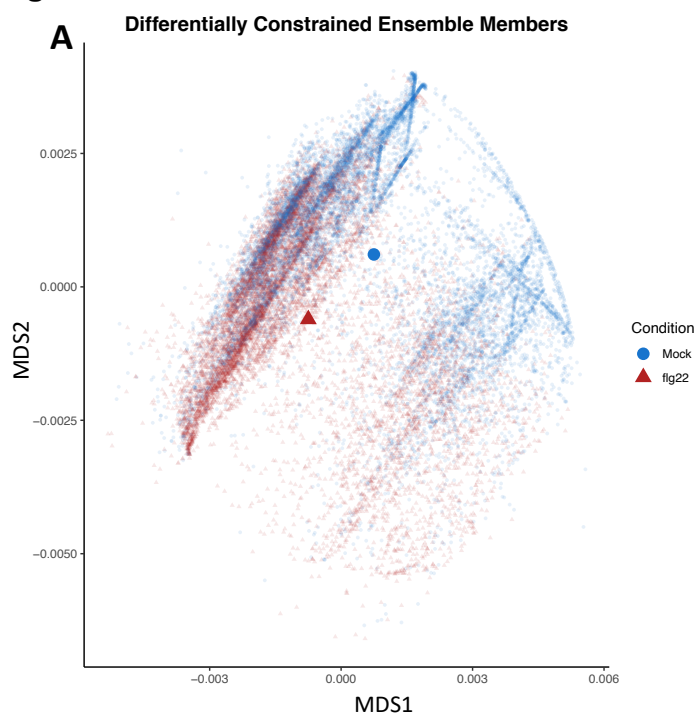 A
Differentially Constrained Ensemble Members
MDS2
0.0025
0.0000
−0.0025
−0.0050
−0.003
0.000
0.003
0.006
MDS1
Condition
Mock
flg22